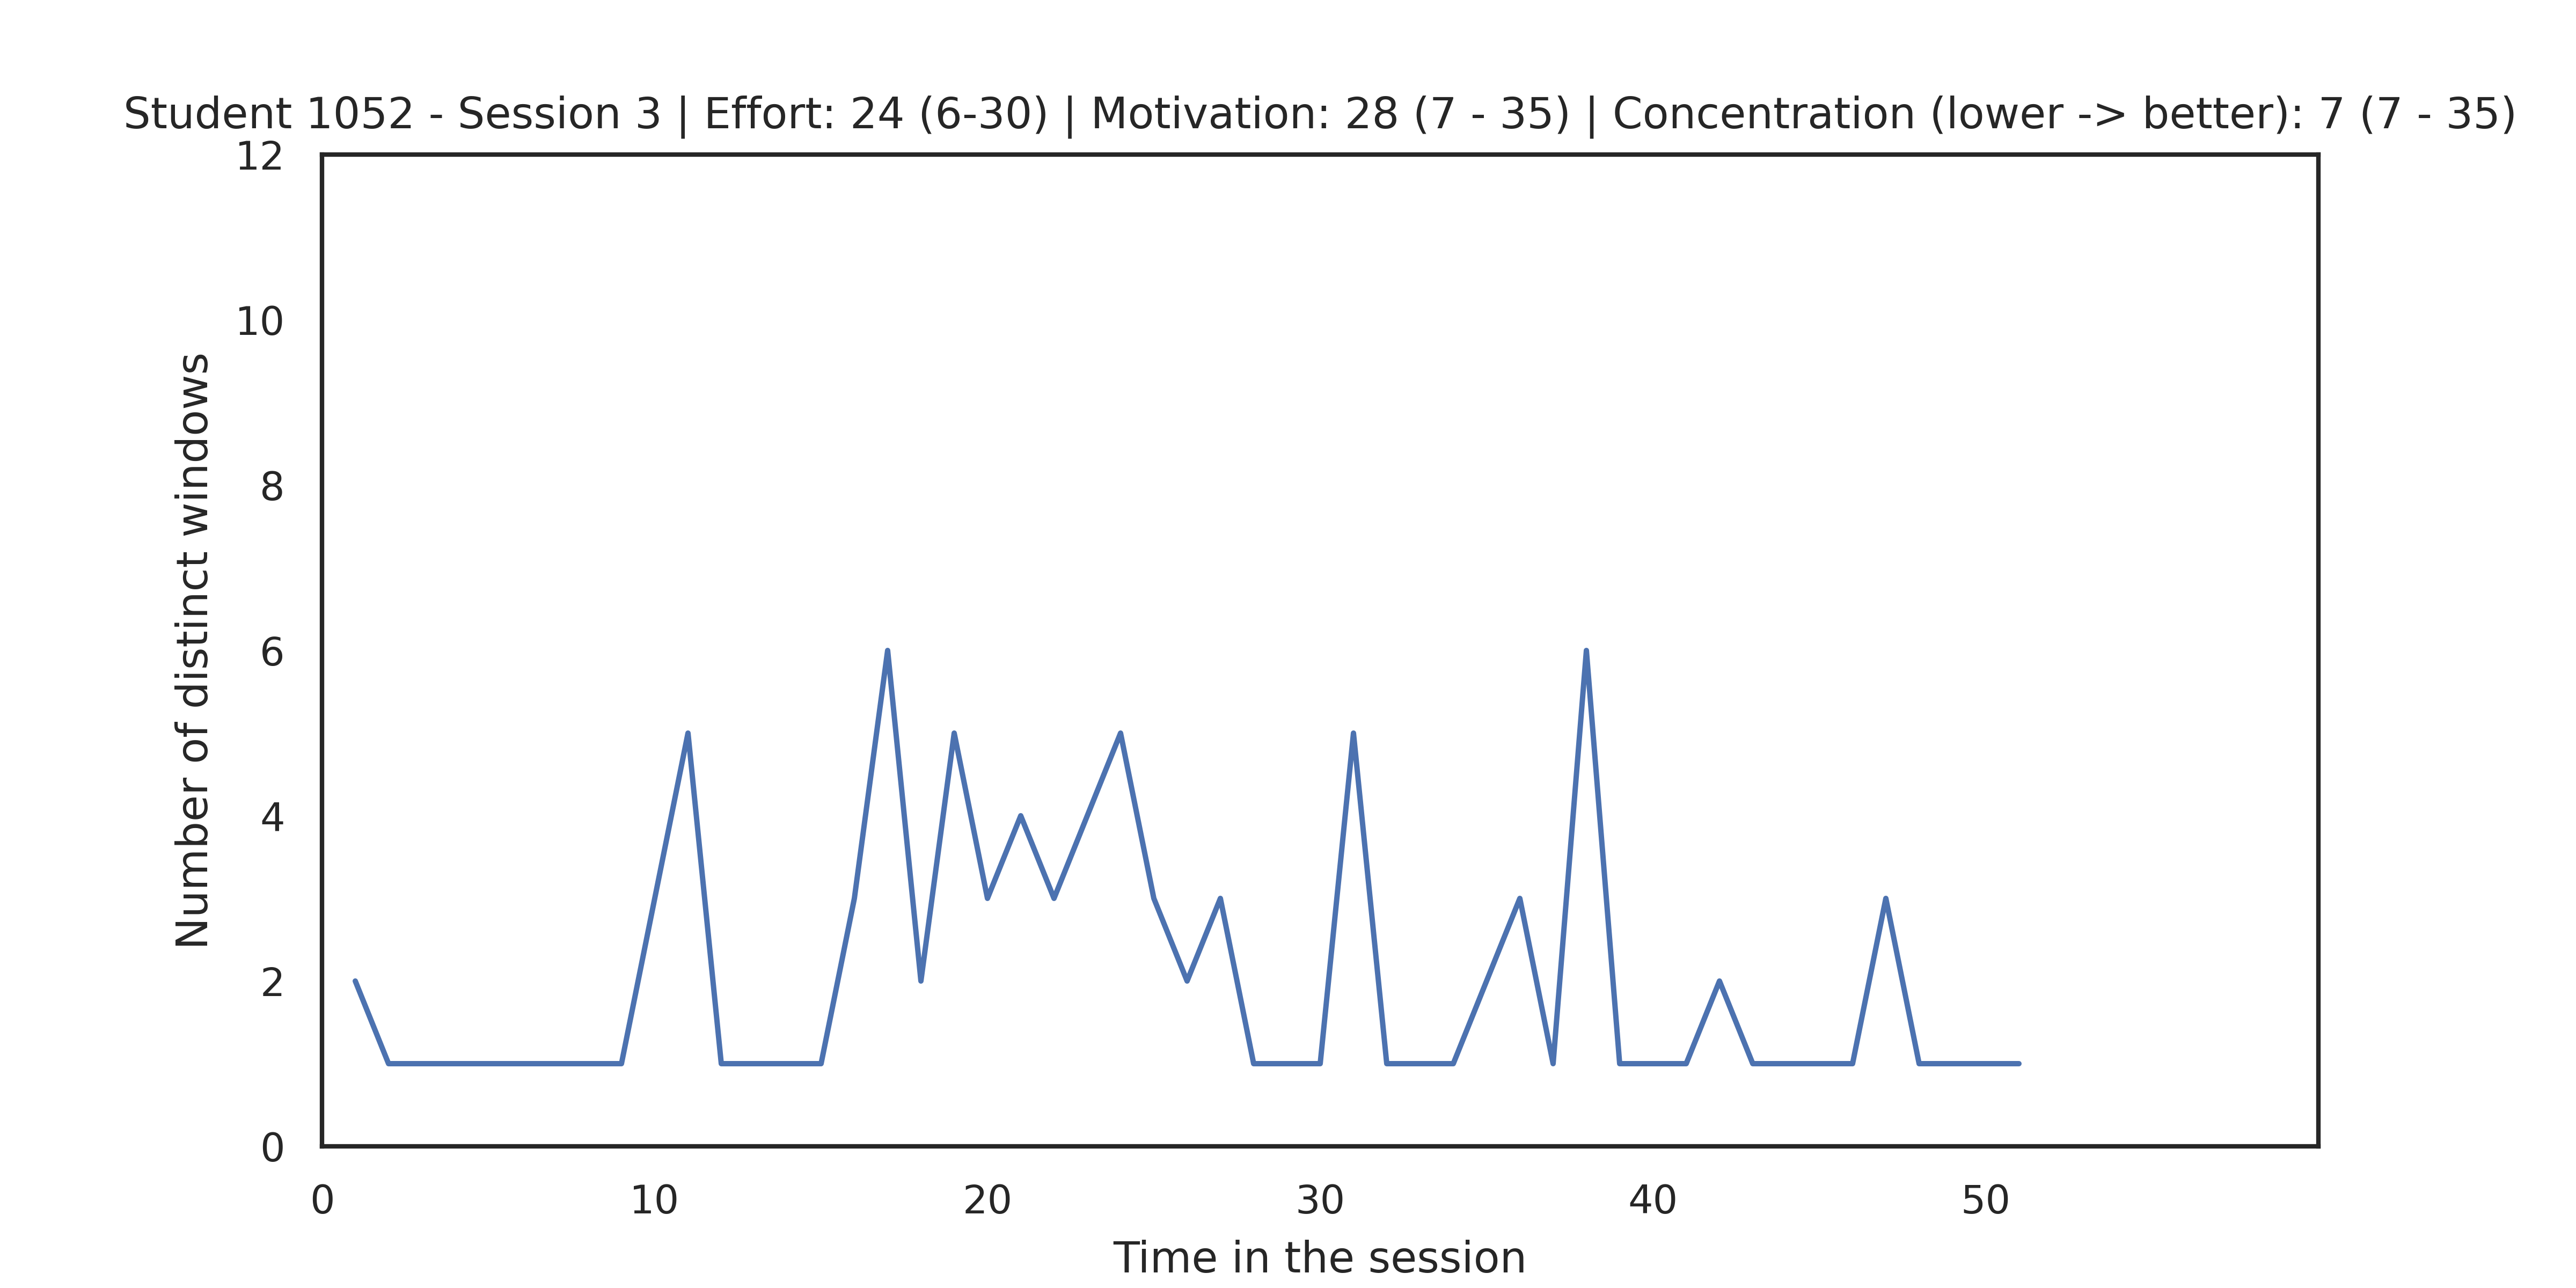 Student 1052 - Session 3 | Effort: 24 (6-30) | Motivation: 28 (7 - 35) | Concentration (lower -> better): 7 (7 - 35)
12
10
8
6
4
2
0
Number of distinct windows
0 10 20 30 40 50
Time in the session